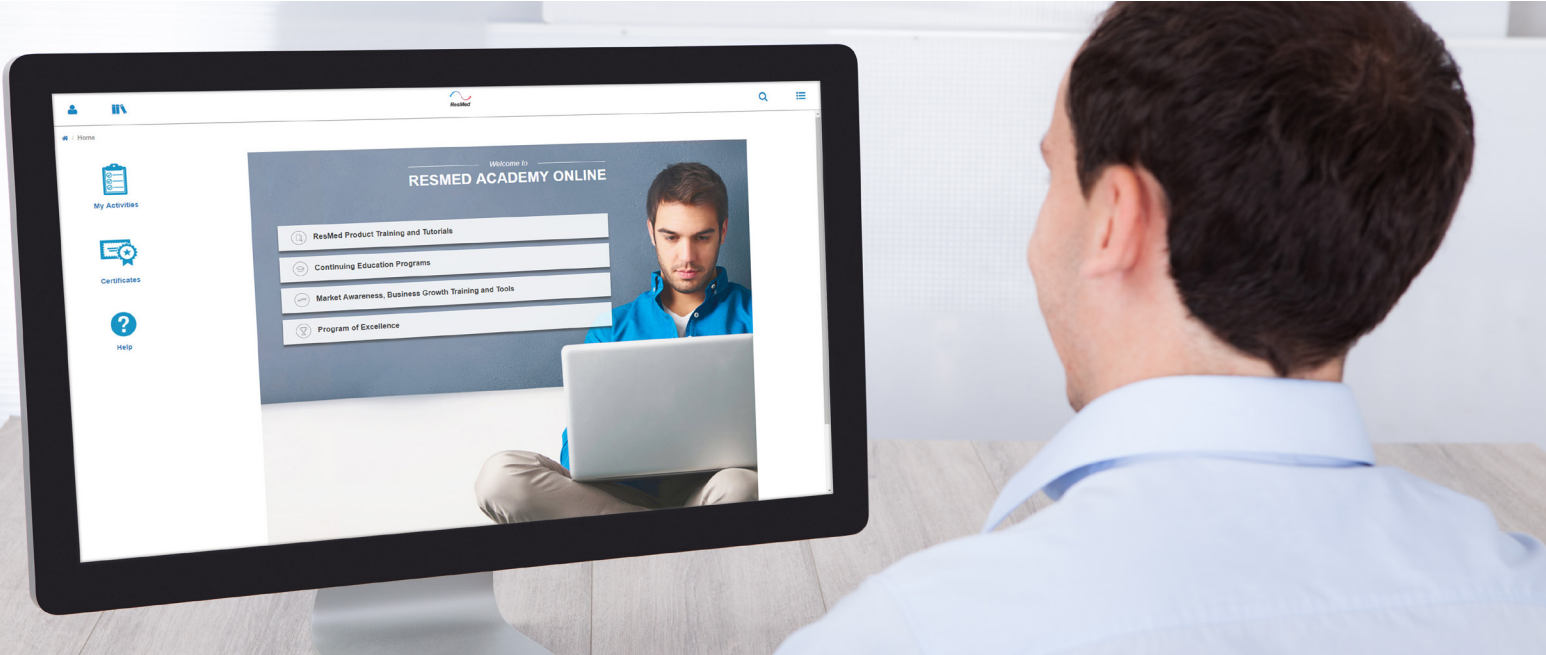 ResMed
/ Home
My Activities
Certificates
Help
Welcome to
RESMED ACADEMY ONLINE
ResMed Product Training and Tutorials
Continuing Education Programs
Market Awareness, Business Growth Training and Tools
Program of Excellence